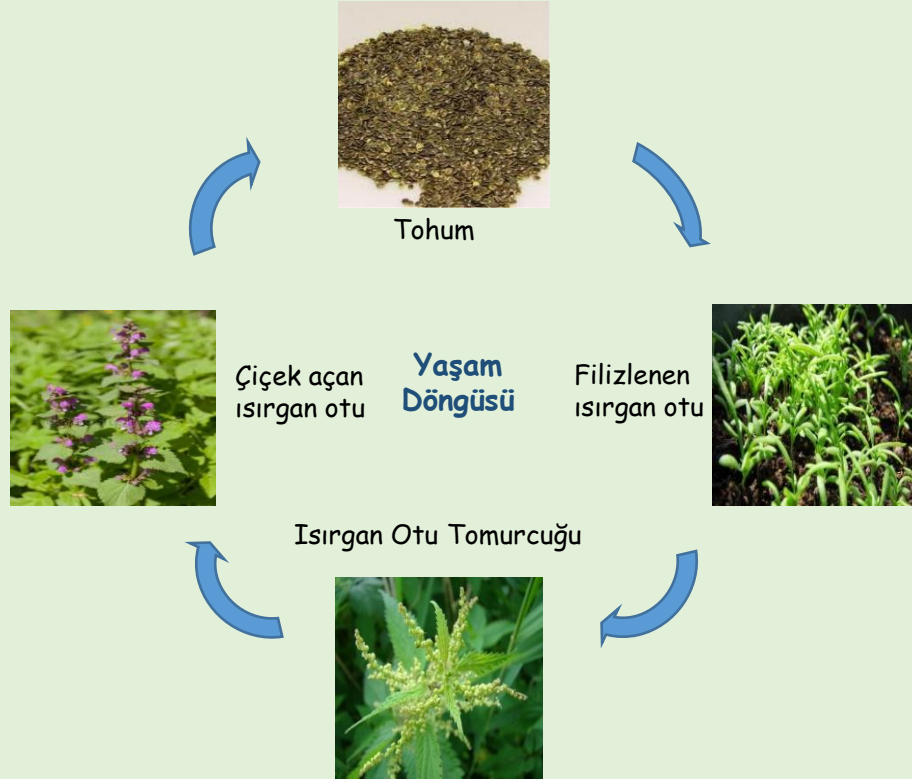 Tohum
Çiçek açan
ısırgan otu
Yaşam
Döngüsü
Filizlenen
ısırgan otu
Isırgan Otu Tomurcuğu